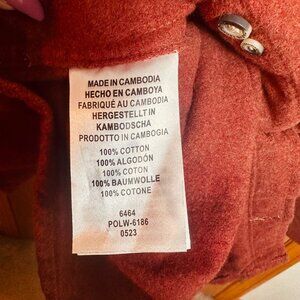 MADE IN CAMBODIA
HECHO EN CAMBOYA
FABRIQUÉ AU CAMBODIA
HERGESTELLT IN
KAMBODSCHA
PRODOTTO IN CAMBOGIA
100% COTTON
100% ALGODÓN
100% COTON
100% BAUMWOLLE
100% COTONE
6464
POLW-6186
0523